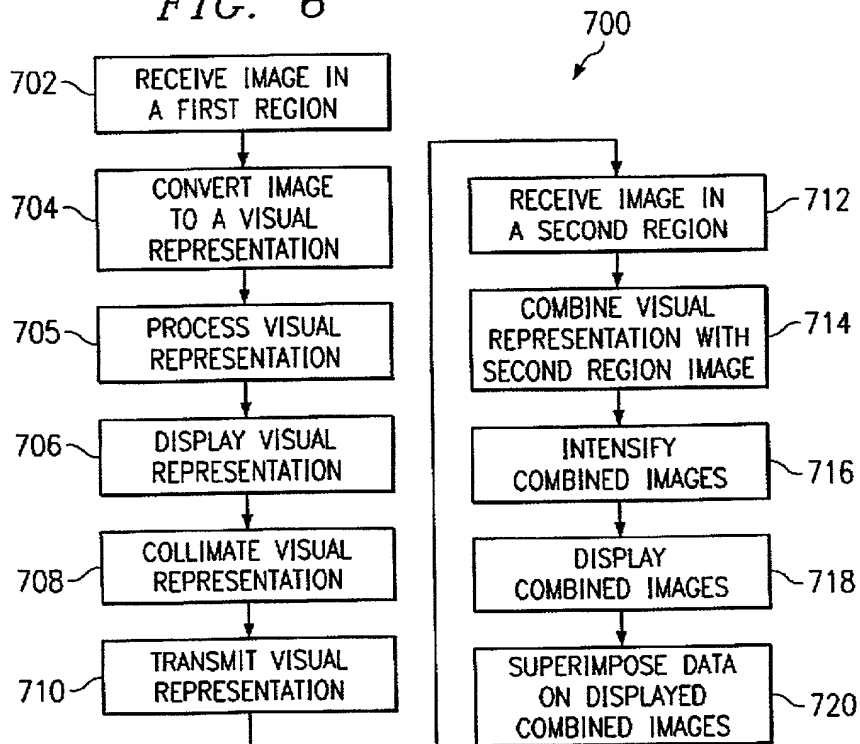 FIG. 6
700
702
RECEIVE IMAGE IN
A FIRST REGION
704
CONVERT IMAGE
TO A VISUAL
REPRESENTATION
705
PROCESS VISUAL
REPRESENTATION
706
DISPLAY VISUAL
REPRESENTATION
708
COLLIMATE VISUAL
REPRESENTATION
710
TRANSMIT VISUAL
REPRESENTATION
RECEIVE IMAGE IN
A SECOND REGION
712
COMBINE VISUAL
REPRESENTATION WITH
SECOND REGION IMAGE
714
INTENSIFY
COMBINED IMAGES
716
DISPLAY
COMBINED IMAGES
718
SUPERIMPOSE DATA
ON DISPLAYED
COMBINED IMAGES
720